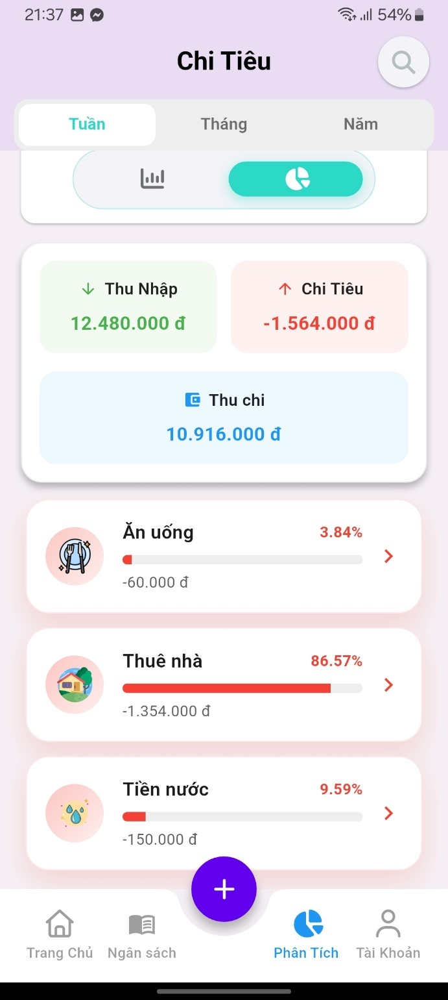 21:37 54%
Chi Tiêu
Tuần Tháng Năm
Thu Nhập Chi Tiêu
12.480.000 đ -1.564.000 đ
Thu chi
10.916.000 đ
Ăn uống 3.84%
-60.000 đ
Thuê nhà 86.57%
-1.354.000 đ
Tiền nước 9.59%
-150.000 đ
Trang Chủ Ngân sách Phân Tích Tài Khoản